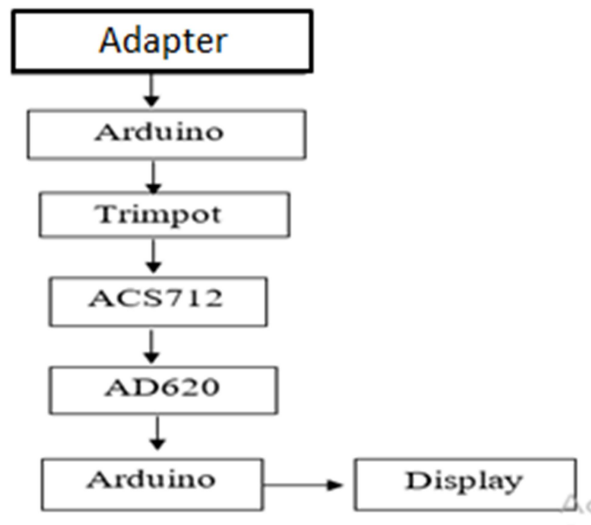 Adapter
Arduino
Trimpot
ACS712
AD620
Arduino
Display